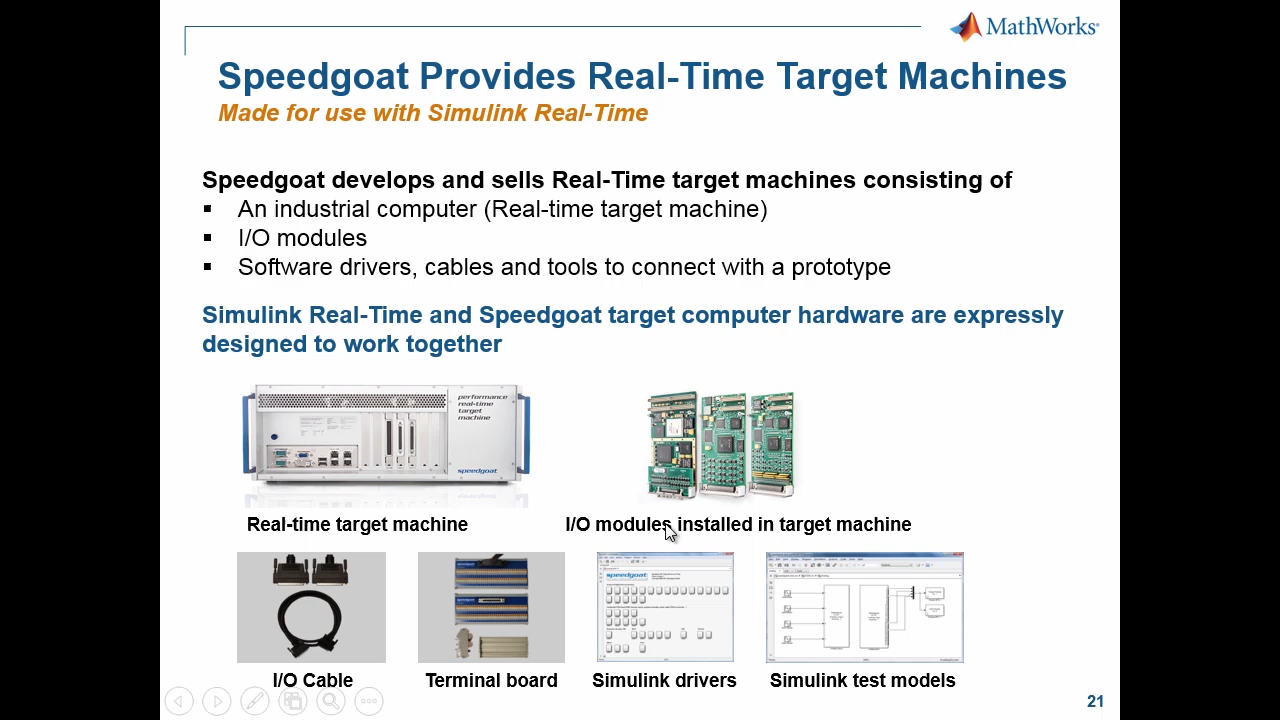 MathWorks®
Speedgoat Provides Real-Time Target Machines
Made for use with Simulink Real-Time
Speedgoat develops and sells Real-Time target machines consisting of
▪ An industrial computer (Real-time target machine)
▪ I/O modules
▪ Software drivers, cables and tools to connect with a prototype
Simulink Real-Time and Speedgoat target computer hardware are expressly
designed to work together
performance
real-time
target
machine
speedgoat
Real-time target machine
I/O modules installed in target machine
speedgoat
I/O Cable
Terminal board
Simulink drivers
Simulink test models
21